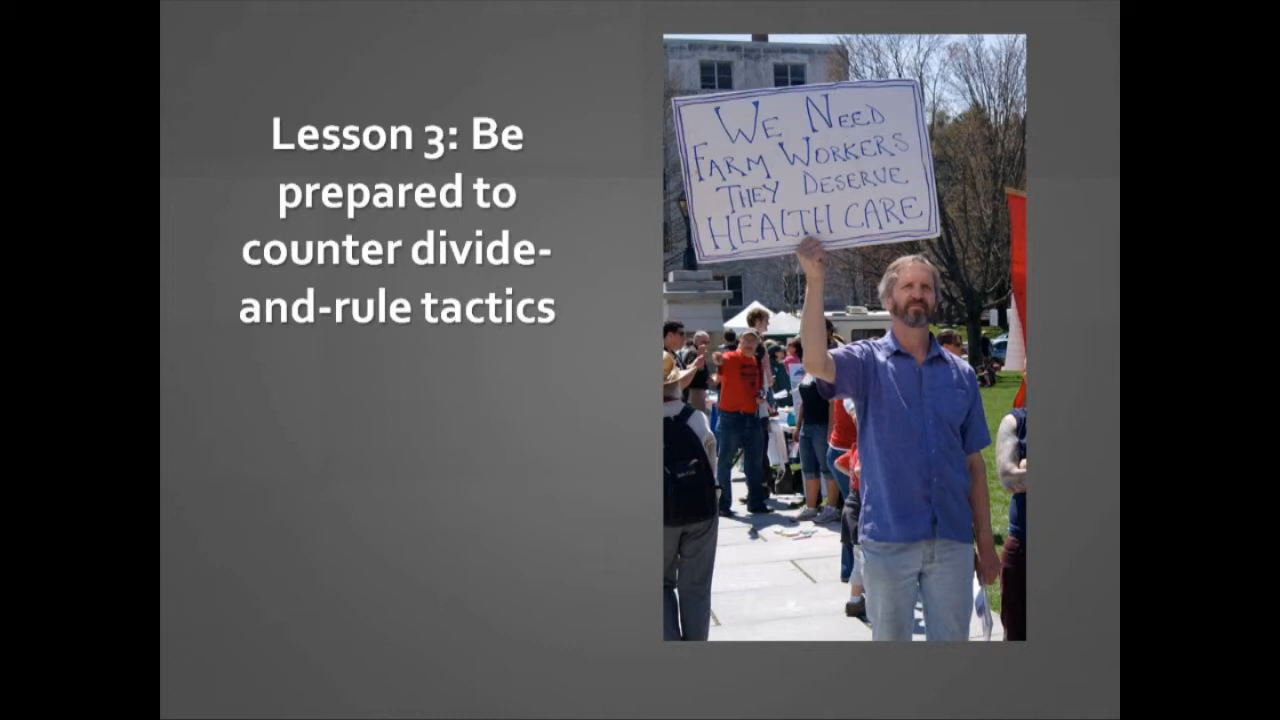 Lesson 3: Be
prepared to
counter divide-
and-rule tactics
WE NEED
FARM WORKERS
THEY DESERVE
HEALTH CARE